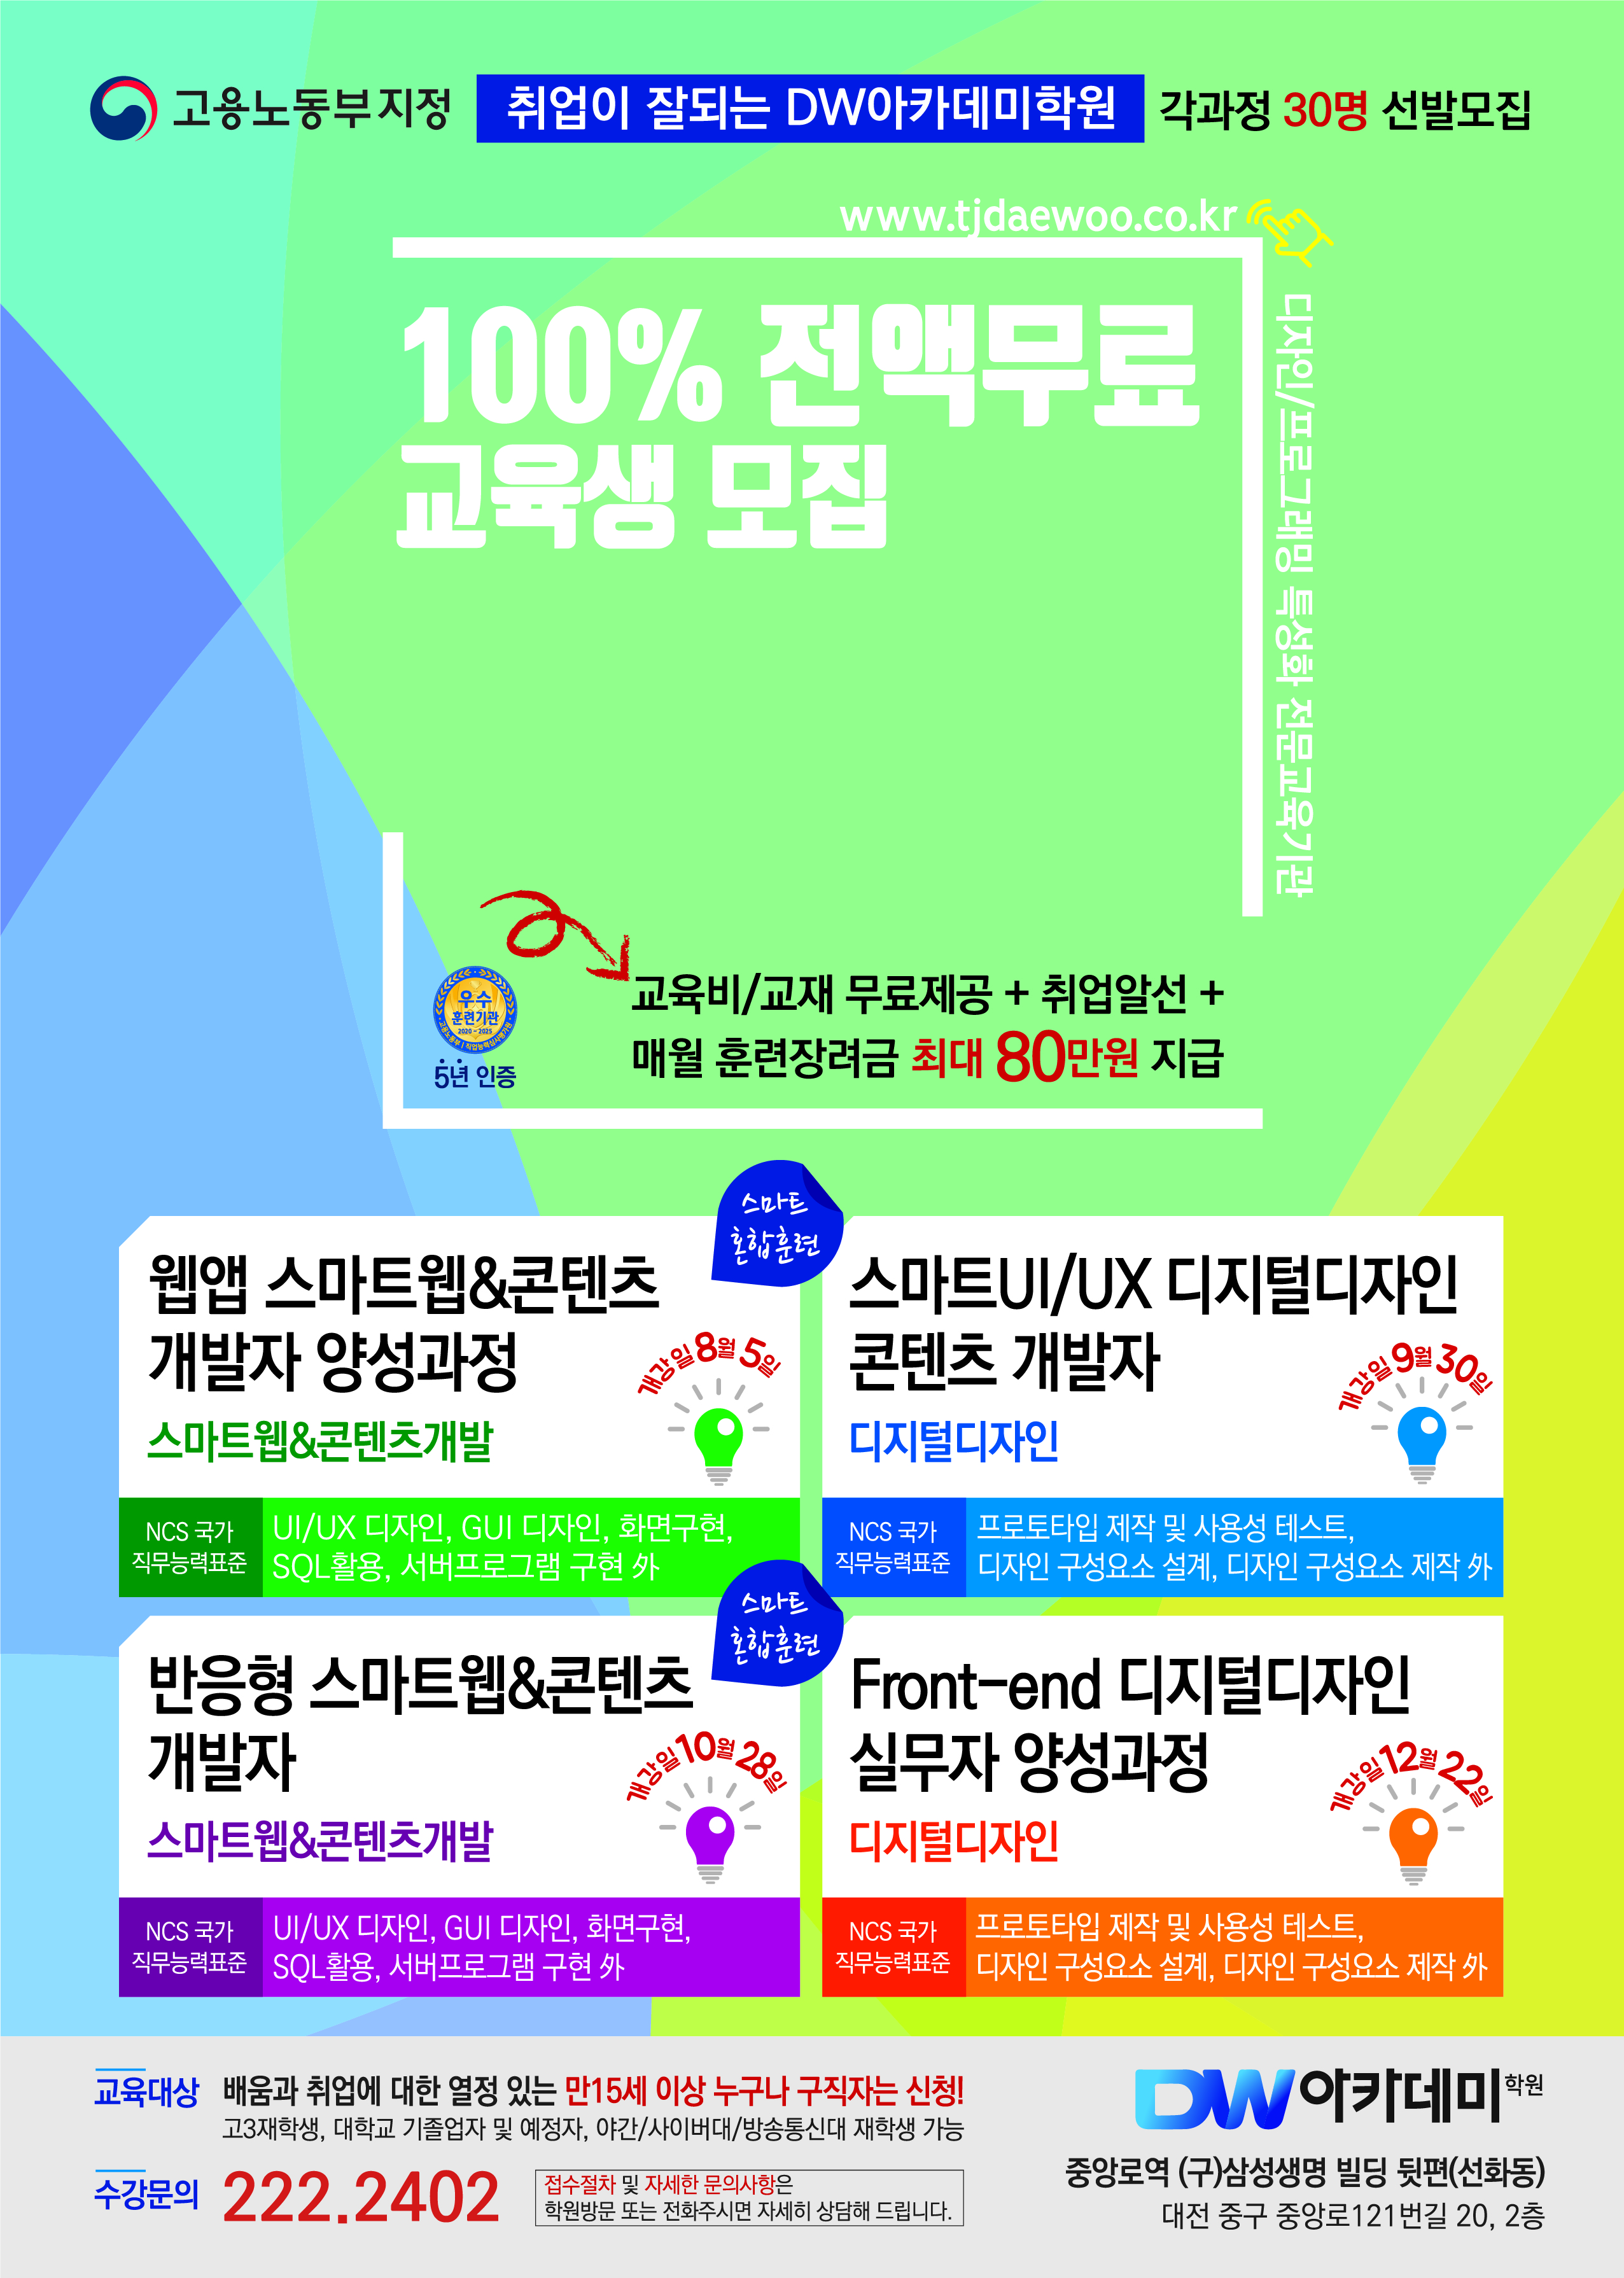 고용노동부 지정
취업이 잘되는 DW아카데미학원
각과정 30명 선발모집
www.tjdaewoo.co.kr
100% 전액무료
교육생 모집
디자인/프로그래밍 특성화 전문교육기관
우수
훈련기관
2020 - 2025
고용노동부 | 직업능력심사평가원
5년 인증
교육비/교재 무료제공 + 취업알선 +
매월 훈련장려금 최대 80만원 지급
스마트
혼합훈련
웹앱 스마트웹&콘텐츠
개발자 양성과정
개강일 8월 5일
스마트웹&콘텐츠개발
NCS 국가
직무능력표준
UI/UX 디자인, GUI 디자인, 화면구현,
SQL활용, 서버프로그램 구현 外
스마트UI/UX 디지털디자인
콘텐츠 개발자
개강일 9월 30일
디지털디자인
NCS 국가
직무능력표준
프로토타입 제작 및 사용성 테스트,
디자인 구성요소 설계, 디자인 구성요소 제작 外
스마트
혼합훈련
반응형 스마트웹&콘텐츠
개발자
개강일 10월 28일
스마트웹&콘텐츠개발
NCS 국가
직무능력표준
UI/UX 디자인, GUI 디자인, 화면구현,
SQL활용, 서버프로그램 구현 外
Front-end 디지털디자인
실무자 양성과정
개강일 12월 22일
디지털디자인
NCS 국가
직무능력표준
프로토타입 제작 및 사용성 테스트,
디자인 구성요소 설계, 디자인 구성요소 제작 外
교육대상 배움과 취업에 대한 열정 있는 만15세 이상 누구나 구직자는 신청!
고3재학생, 대학교 기졸업자 및 예정자, 야간/사이버대/방송통신대 재학생 가능
수강문의 222.2402
접수절차 및 자세한 문의사항은
학원방문 또는 전화주시면 자세히 상담해 드립니다.
DW아카데미학원
중앙로역 (구)삼성생명 빌딩 뒷편(선화동)
대전 중구 중앙로121번길 20, 2층